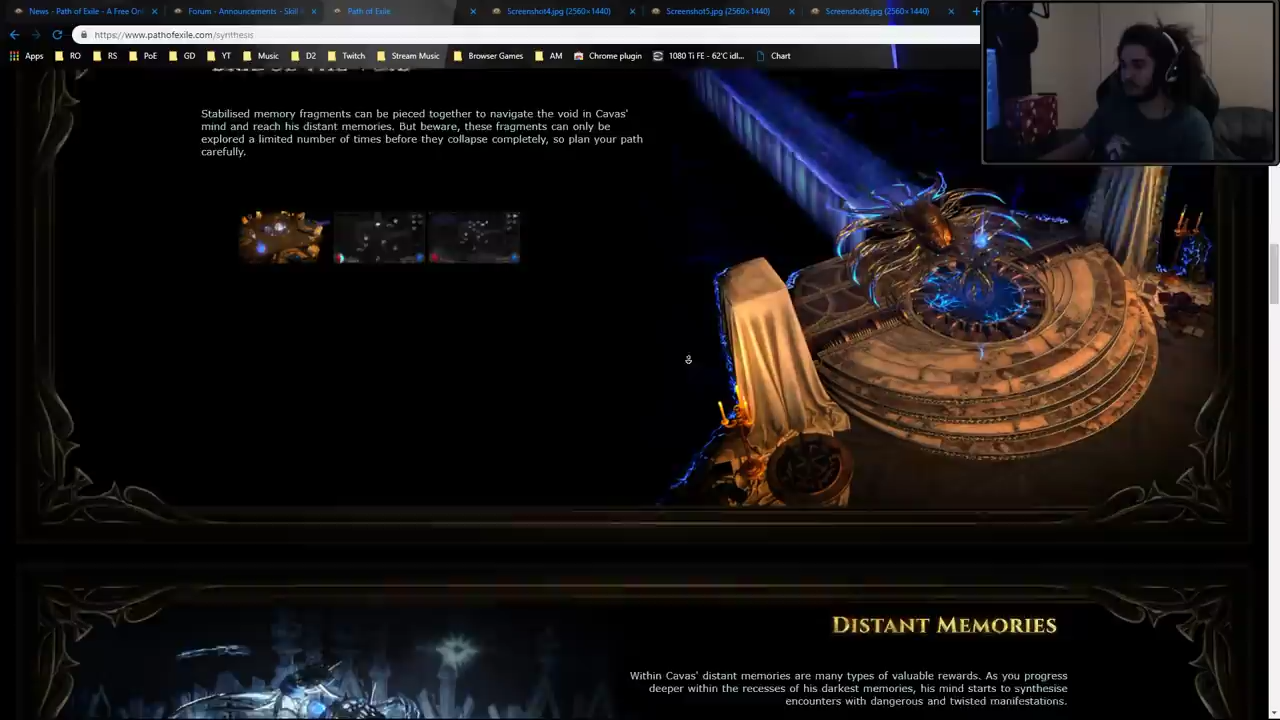 News - Path of Exile - A Free On
Forum - Announcements - Skill
Path of Exile
Screenshot4.jpg (2560×1440)
Screenshot5.jpg (2560×1440)
Screenshot6.jpg (2560×1440)
https://www.pathofexile.com/synthesis
Apps RO RS PoE GD YT Music D2 Twitch Stream Music Browser Games AM Chrome plugin 1080 Ti FE - 62°C idl... Chart
Stabilised memory fragments can be pieced together to navigate the void in Cavas'
mind and reach his distant memories. But beware, these fragments can only be
explored a limited number of times before they collapse completely, so plan your path
carefully.
Distant Memories
Within Cavas' distant memories are many types of valuable rewards. As you progress
deeper within the recesses of his darkest memories, his mind starts to synthesise
encounters with dangerous and twisted manifestations.